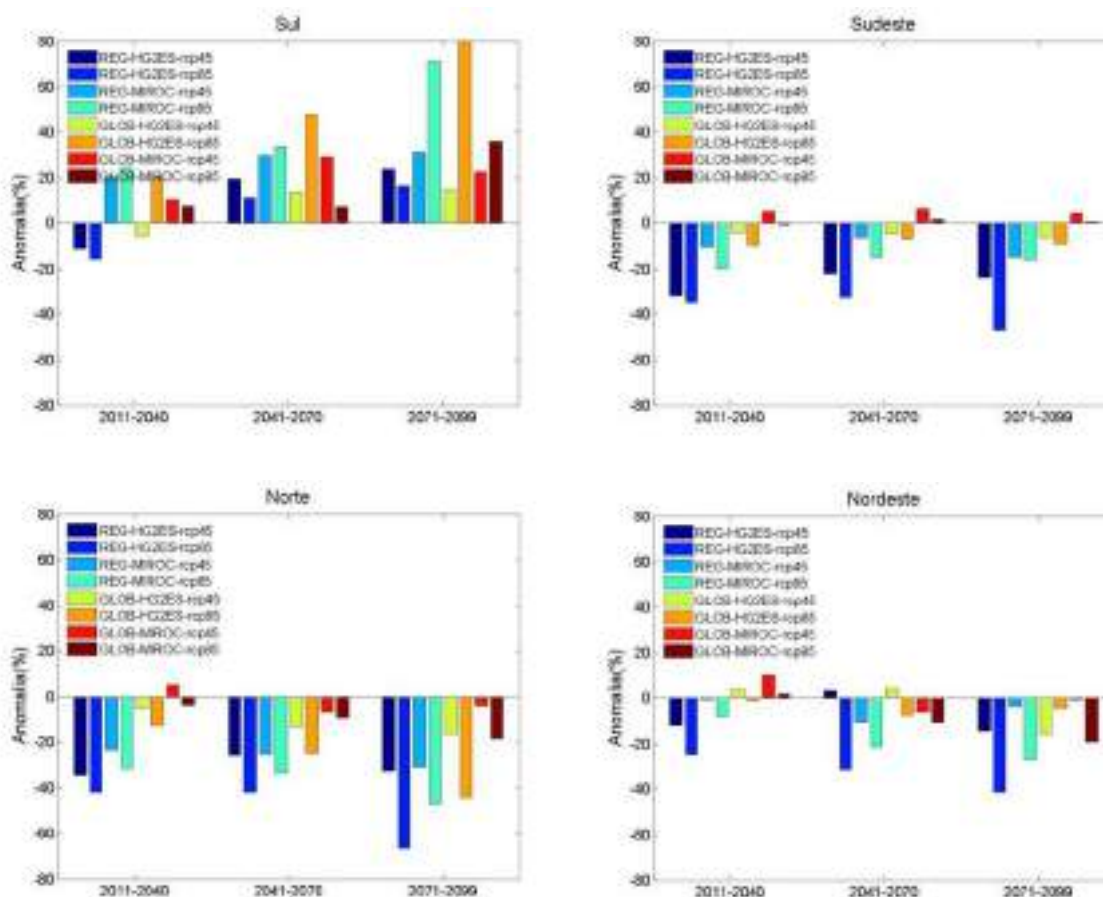 Sul
80
60
40
20
0
-20
-40
-60
-80
Anomalia(%)
REG-HG2ES-rcp45
REG-HG2ES-rcp85
REG-MIROC-rcp45
REG-MIROC-rcp85
GLOB-HG2ES-rcp45
GLOB-HG2ES-rcp85
GLOB-MIROC-rcp45
GLOB-MIROC-rcp85
2011-2040 2041-2070 2071-2099
Sudeste
80
60
40
20
0
-20
-40
-60
-80
Anomalia(%)
REG-HG2ES-rcp45
REG-HG2ES-rcp85
REG-MIROC-rcp45
REG-MIROC-rcp85
GLOB-HG2ES-rcp45
GLOB-HG2ES-rcp85
GLOB-MIROC-rcp45
GLOB-MIROC-rcp85
2011-2040 2041-2070 2071-2099
Norte
80
60
40
20
0
-20
-40
-60
-80
Anomalia(%)
REG-HG2ES-rcp45
REG-HG2ES-rcp85
REG-MIROC-rcp45
REG-MIROC-rcp85
GLOB-HG2ES-rcp45
GLOB-HG2ES-rcp85
GLOB-MIROC-rcp45
GLOB-MIROC-rcp85
2011-2040 2041-2070 2071-2099
Nordeste
80
60
40
20
0
-20
-40
-60
-80
Anomalia(%)
REG-HG2ES-rcp45
REG-HG2ES-rcp85
REG-MIROC-rcp45
REG-MIROC-rcp85
GLOB-HG2ES-rcp45
GLOB-HG2ES-rcp85
GLOB-MIROC-rcp45
GLOB-MIROC-rcp85
2011-2040 2041-2070 2071-2099